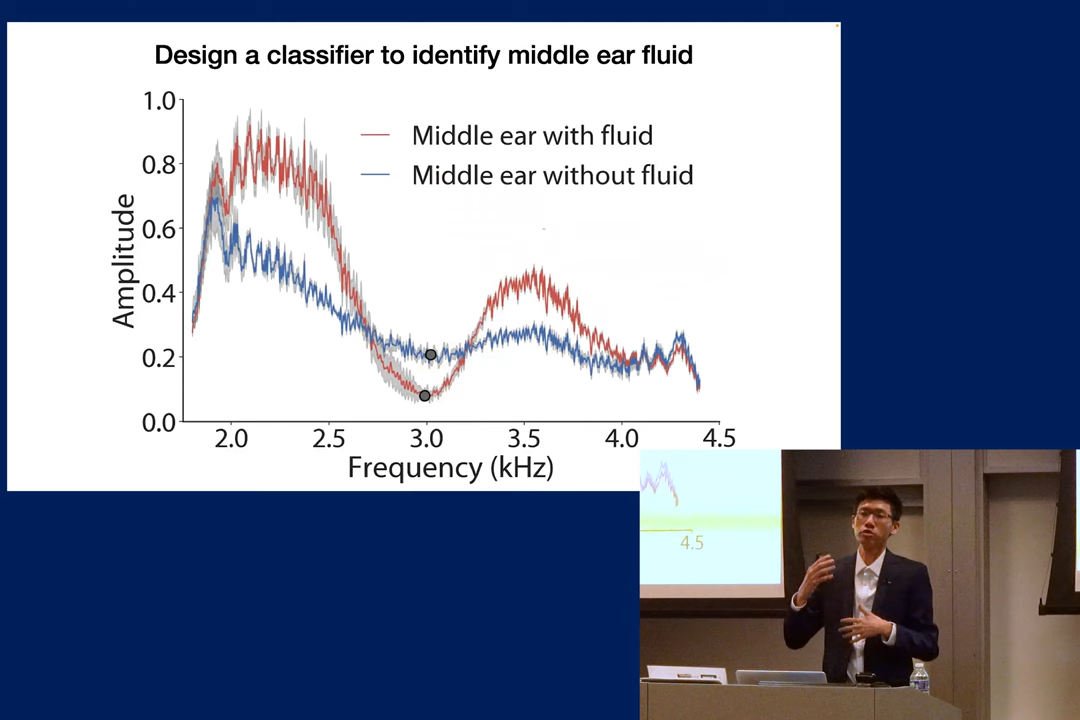 Design a classifier to identify middle ear fluid
1.0
0.8
0.6
0.4
0.2
0.0
Amplitude
Middle ear with fluid
Middle ear without fluid
2.0 2.5 3.0 3.5 4.0 4.5
Frequency (kHz)
4.5